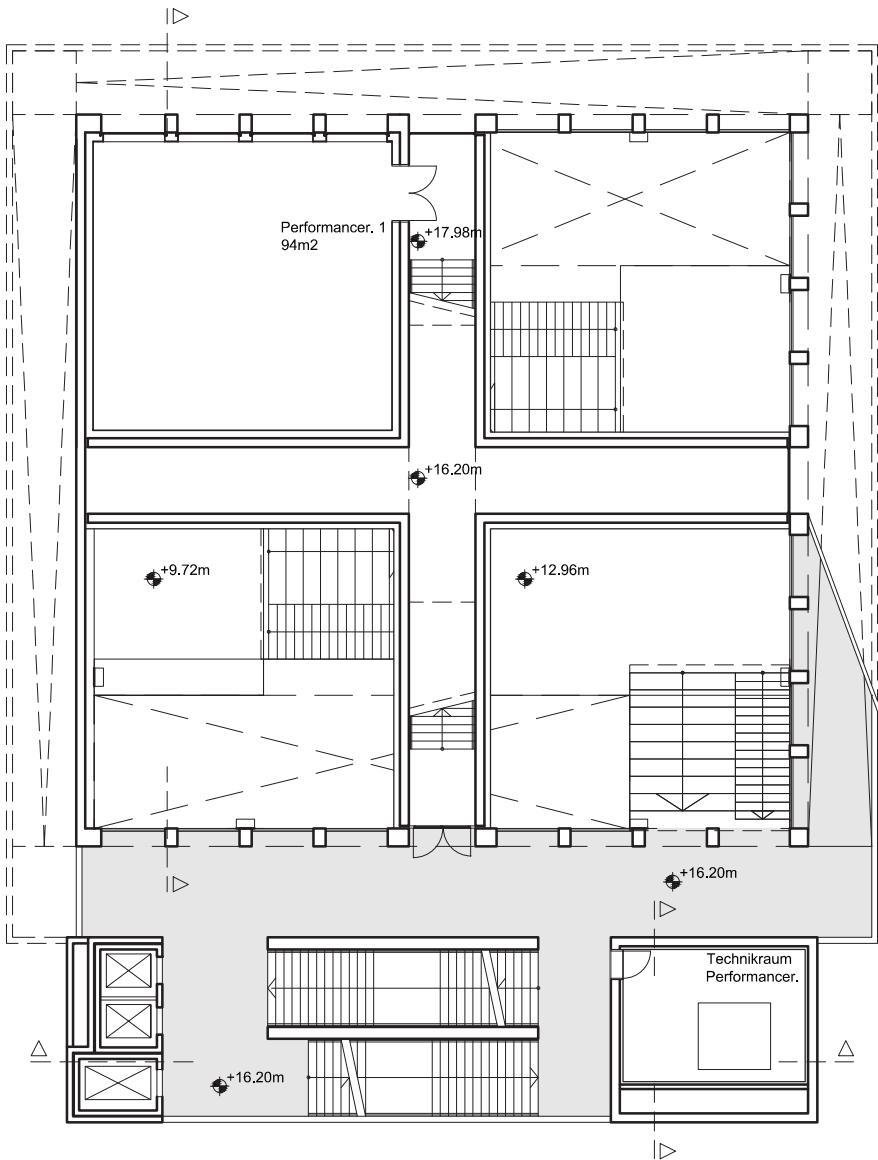 Performancer. 1
94m2
+17.98m
+16.20m
+9.72m
+12.96m
+16.20m
Technikraum
Performancer.
+16.20m